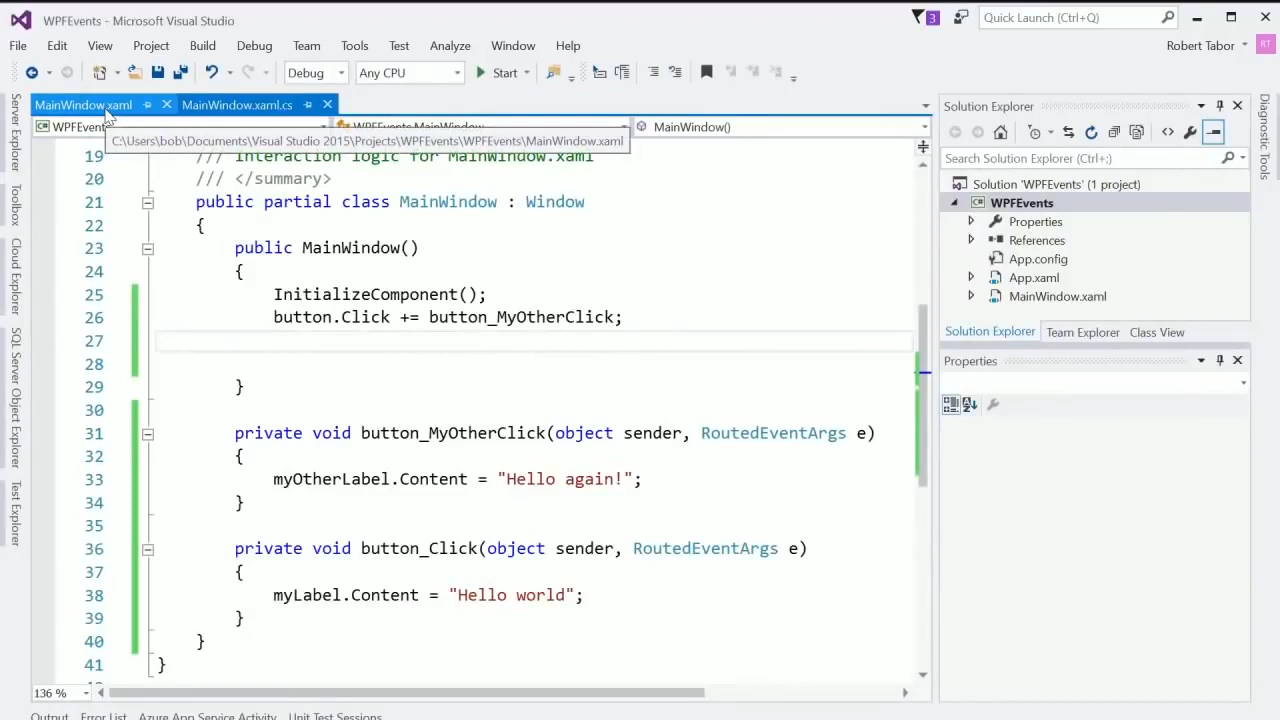 WPFEvents - Microsoft Visual Studio
3
Quick Launch (Ctrl+Q)
File Edit View Project Build Debug Team Tools Test Analyze Window Help
Robert Tabor RT
Debug Any CPU Start
MainWindow.xaml MainWindow.xaml.cs
WPFEvents WPFEvents.MainWindow MainWindow()
C:\Users\bob\Documents\Visual Studio 2015\Projects\WPFEvents\WPFEvents\MainWindow.xaml
19 /// Interaction logic for MainWindow.xaml
20 /// </summary>
21 public partial class MainWindow : Window
22 {
23 public MainWindow()
24 {
25 InitializeComponent();
26 button.Click += button_MyOtherClick;
27
28
29 }
30
31 private void button_MyOtherClick(object sender, RoutedEventArgs e)
32 {
33 myOtherLabel.Content = "Hello again!";
34 }
35
36 private void button_Click(object sender, RoutedEventArgs e)
37 {
38 myLabel.Content = "Hello world";
39 }
40 }
41 }
136 %
Output Error List Azure App Service Activity Unit Test Sessions
Server Explorer
Toolbox
Cloud Explorer
SQL Server Object Explorer
Test Explorer
Solution Explorer
Search Solution Explorer (Ctrl+;)
Solution 'WPFEvents' (1 project)
WPFEvents
Properties
References
App.config
App.xaml
MainWindow.xaml
Solution Explorer Team Explorer Class View
Properties
Diagnostic Tools